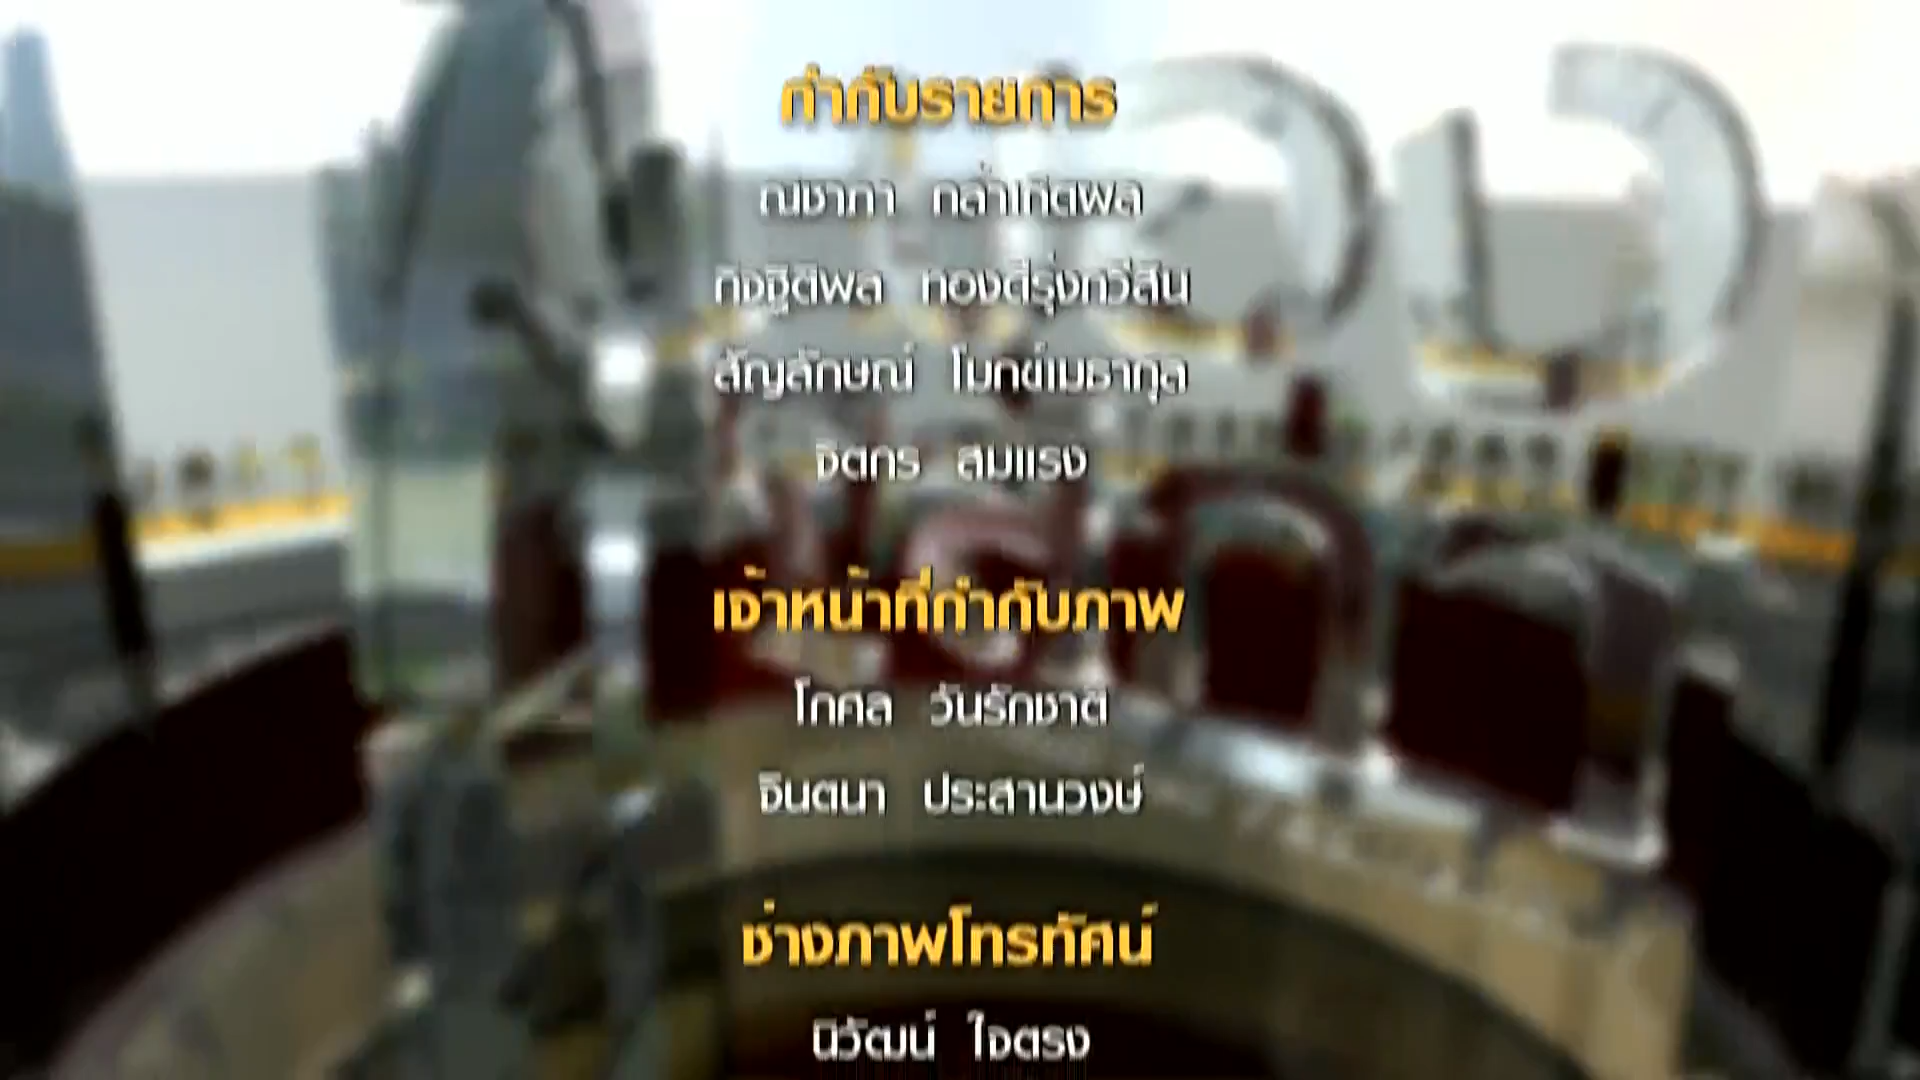 กำกับรายการ
ณชาภา กล่ำเกิดผล
กิจฐิติพล ทองดีรุ่งทวีสิน
สัญลักษณ์ โมกข์เมธากุล
จิตกร สมแรง
เจ้าหน้าที่กำกับภาพ
โกศล วันรักชาติ
จินตนา ประสานวงษ์
ช่างภาพโทรทัศน์
นิวัฒน์ ใจตรง